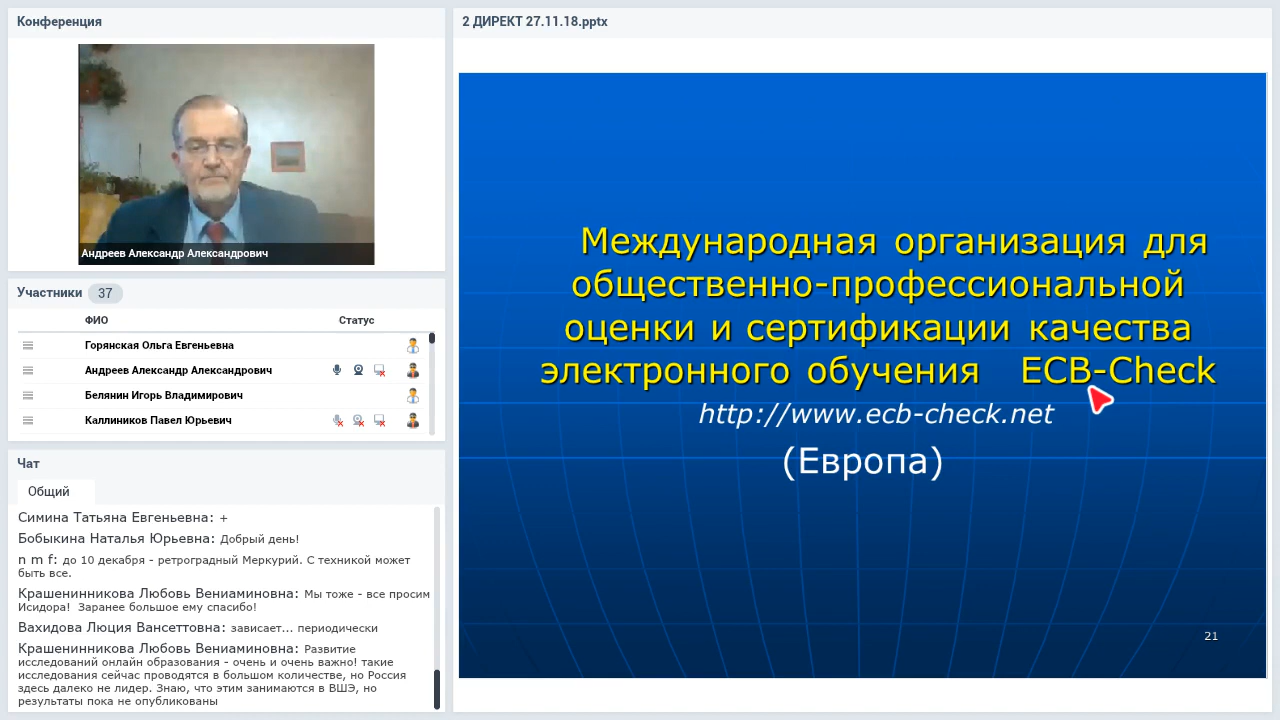 Конференция
Андреев Александр Александрович
Участники 37
ФИО Статус
Горянская Ольга Евгеньевна
Андреев Александр Александрович
Белянин Игорь Владимирович
Каллиников Павел Юрьевич
Чат
Общий
Симина Татьяна Евгеньевна: +
Бобыкина Наталья Юрьевна: Добрый день!
n m f: до 10 декабря - ретроградный Меркурий. С техникой может
быть все.
Крашенинникова Любовь Вениаминовна: Мы тоже - все просим
Исидора! Заранее большое ему спасибо!
Вахидова Люция Вансеттовна: зависает... периодически
Крашенинникова Любовь Вениаминовна: Развитие
исследований онлайн образования - очень и очень важно! такие
исследования сейчас проводятся в большом количестве, но Россия
здесь далеко не лидер. Знаю, что этим занимаются в ВШЭ, но
результаты пока не опубликованы
2 ДИРЕКТ 27.11.18.pptx
Международная организация для
общественно-профессиональной
оценки и сертификации качества
электронного обучения ECB-Check
http://www.ecb-check.net
(Европа)
21